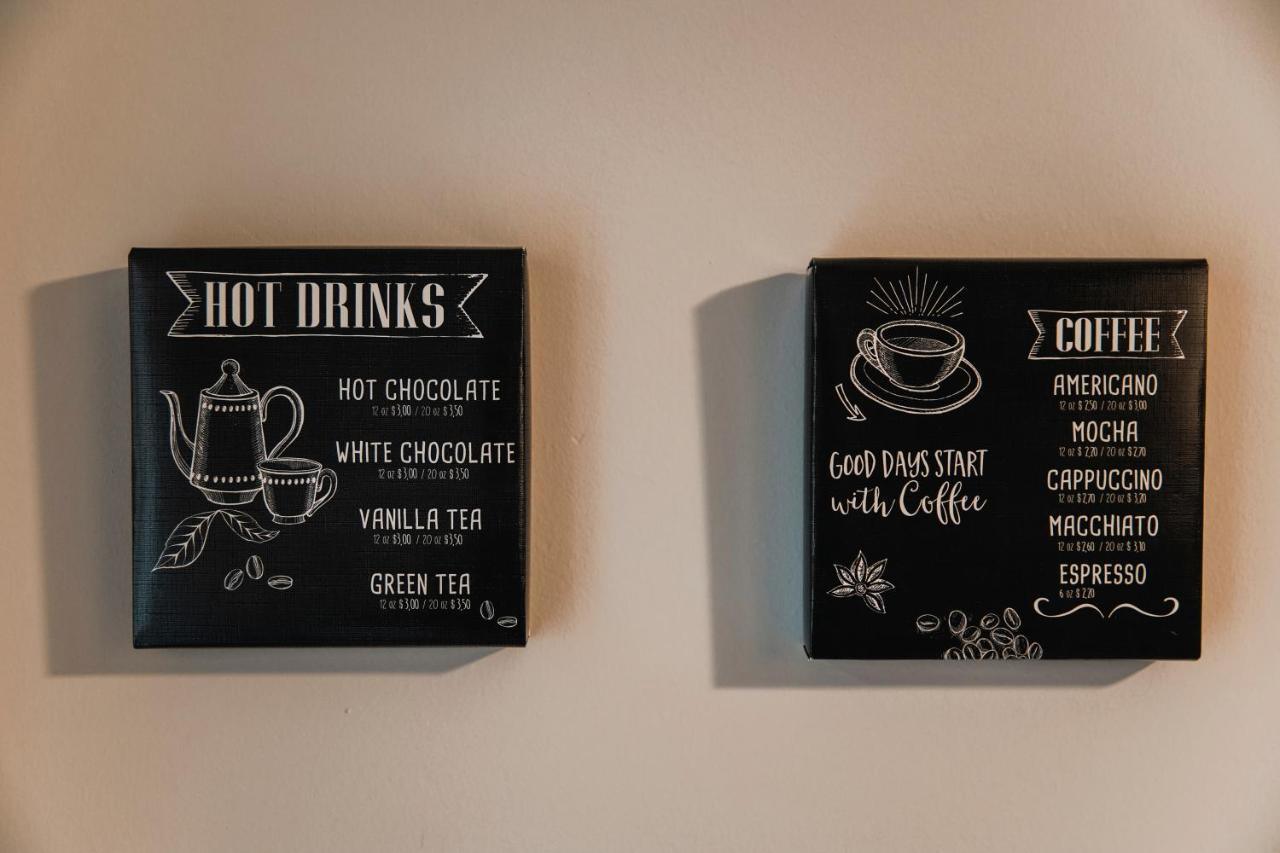 HOT DRINKS
HOT CHOCOLATE
12 oz $3,00 / 20 oz $3,50
WHITE CHOCOLATE
12 oz $3,00 / 20 oz $3,50
VANILLA TEA
12 oz $3,00 / 20 oz $3,50
GREEN TEA
12 oz $3,00 / 20 oz $3,50
GOOD DAYS START
with Coffee
COFFEE
AMERICANO
12 oz $ 2,50 / 20 oz $ 3,00
MOCHA
12 oz $ 2,70 / 20 oz $ 2,70
CAPPUCCINO
12 oz $ 2,70 / 20 oz $ 3,20
MACCHIATO
12 oz $ 2,60 / 20 oz $ 3,10
ESPRESSO
6 oz $ 2,20